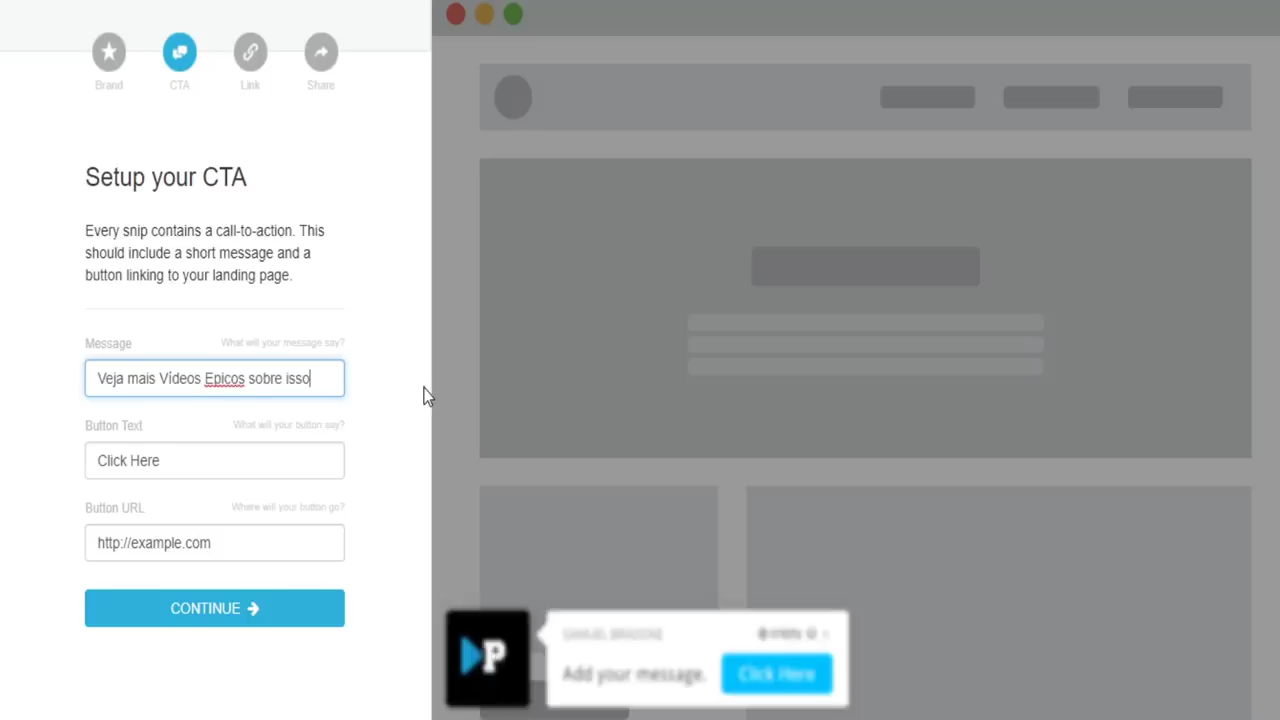 Brand
CTA
Link
Share
Setup your CTA
Every snip contains a call-to-action. This
should include a short message and a
button linking to your landing page.
Message What will your message say?
Veja mais Vídeos Epicos sobre isso
Button Text What will your button say?
Click Here
Button URL Where will your button go?
http://example.com
CONTINUE
P
Add your message. Click Here